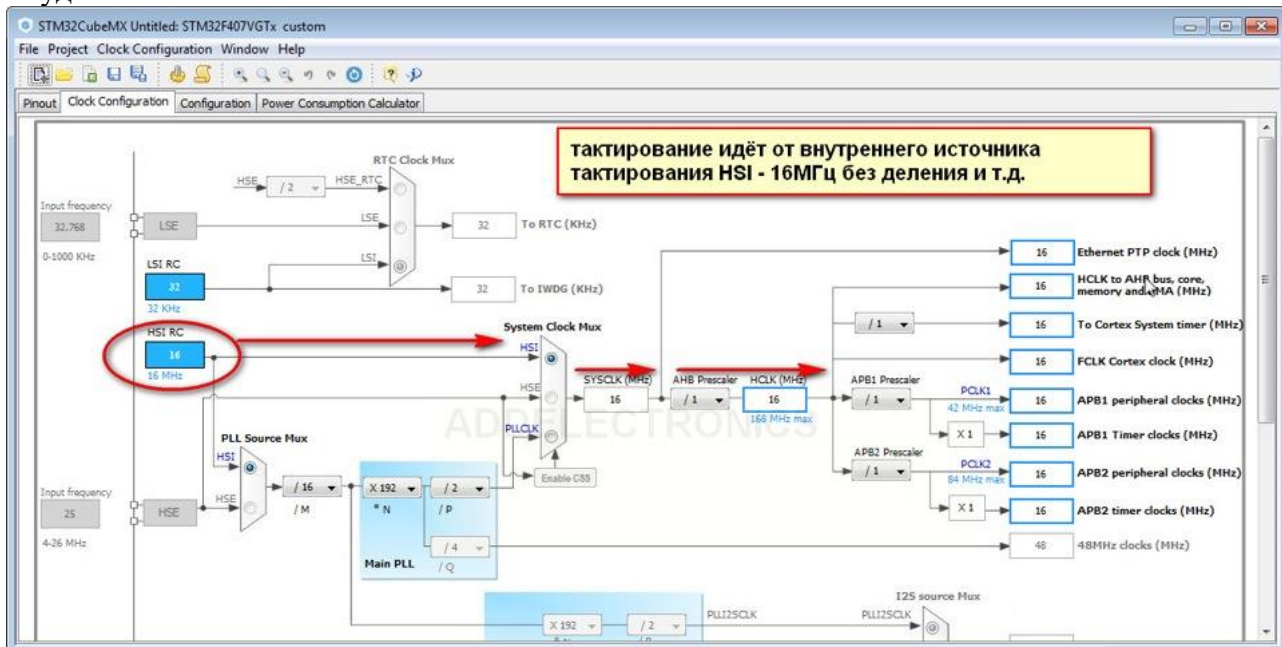 STM32CubeMX Untitled: STM32F407VGTx custom
File Project Clock Configuration Window Help
Pinout Clock Configuration Configuration Power Consumption Calculator
тактирование идёт от внутреннего источника
тактирования HSI - 16МГц без деления и т.д.
RTC Clock Mux
HSE / 2 HSE_RTC
Input frequency
32.768 LSE LSE 32 To RTC (KHz)
0-1000 KHz
LSI RC LSI
32 32 To IWDG (KHz)
32 KHz
16 Ethernet PTP clock (MHz)
16 HCLK to AHB bus, core,
memory and DMA (MHz)
HSI RC
16
16 MHz
System Clock Mux
HSI
/ 1 16 To Cortex System timer (MHz)
16 FCLK Cortex clock (MHz)
HSE SYSCLK (MHz) AHB Prescaler HCLK (MHz) APB1 Prescaler PCLK1
16 / 1 16 / 1 16 APB1 peripheral clocks (MHz)
168 MHz max 42 MHz max
ADDELECTRONICS
PLLCLK
X 1 16 APB1 Timer clocks (MHz)
PLL Source Mux
HSI
APB2 Prescaler PCLK2
/ 1 16 APB2 peripheral clocks (MHz)
84 MHz max
Enable CSS
Input frequency
25 HSE HSE / 16 X 192 / 2
/ M * N / P
4-26 MHz
X 1 16 APB2 timer clocks (MHz)
/ 4 48 48MHz clocks (MHz)
Main PLL / Q
I2S source Mux
X 192 / 2 PLLI2SCLK PLLI2SCLK